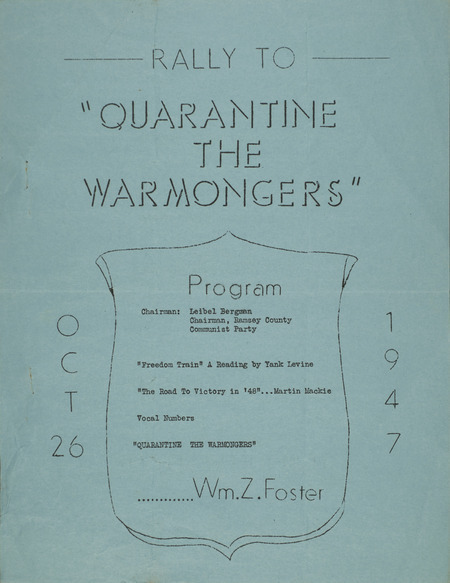 RALLY TO
"QUARANTINE
THE
WARMONGERS"
Program
Chairman: Leibel Bergman
Chairman, Ramsey County
Communist Party
"Freedom Train" A Reading by Yank Levine
"The Road To Victory in '48"...Martin Mackie
Vocal Numbers
"QUARANTINE THE WARMONGERS"
.............Wm.Z.Foster
OCT
26
1947